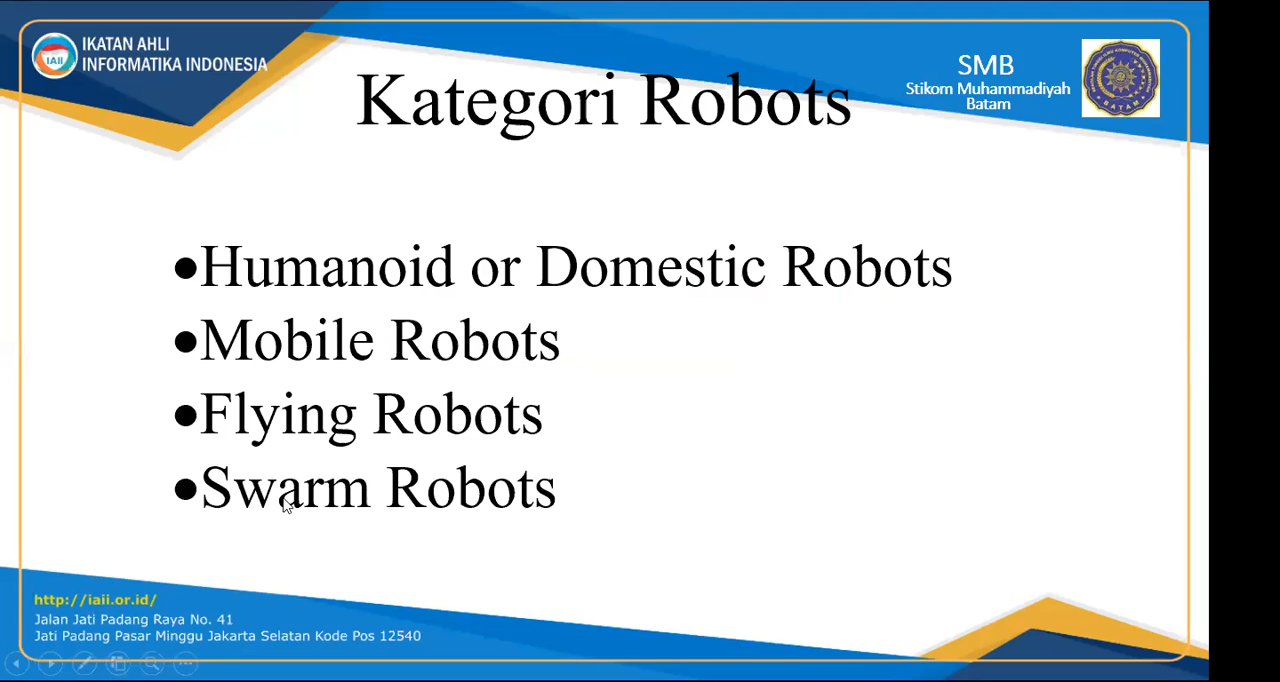 IKATAN AHLI
INFORMATIKA INDONESIA
IAII
SMB
Stikom Muhammadiyah
Batam
Kategori Robots
•Humanoid or Domestic Robots
•Mobile Robots
•Flying Robots
•Swarm Robots
http://iaii.or.id/
Jalan Jati Padang Raya No. 41
Jati Padang Pasar Minggu Jakarta Selatan Kode Pos 12540